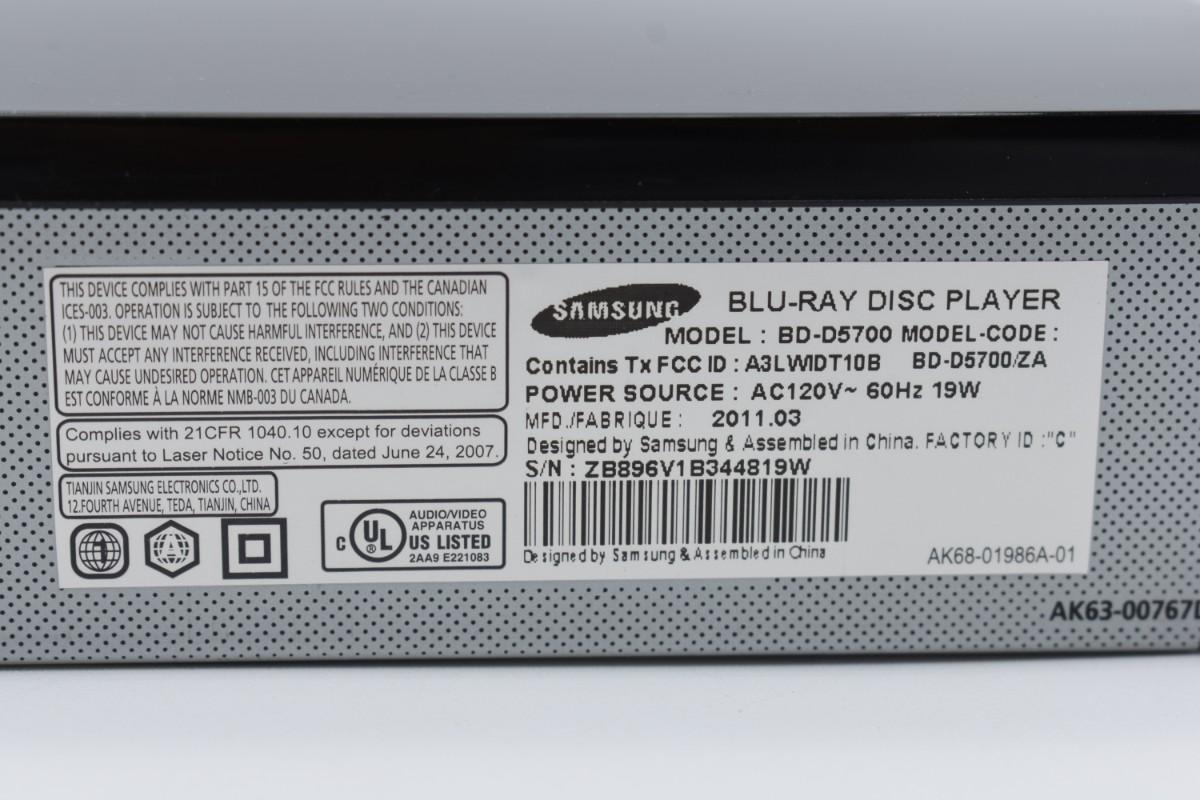 THIS DEVICE COMPLIES WITH PART 15 OF THE FCC RULES AND THE CANADIAN
ICES-003. OPERATION IS SUBJECT TO THE FOLLOWING TWO CONDITIONS:
(1) THIS DEVICE MAY NOT CAUSE HARMFUL INTERFERENCE, AND (2) THIS DEVICE
MUST ACCEPT ANY INTERFERENCE RECEIVED, INCLUDING INTERFERENCE THAT
MAY CAUSE UNDESIRED OPERATION. CET APPAREIL NUMÉRIQUE DE LA CLASSE B
EST CONFORME À LA NORME NMB-003 DU CANADA.
Complies with 21CFR 1040.10 except for deviations
pursuant to Laser Notice No. 50, dated June 24, 2007.
TIANJIN SAMSUNG ELECTRONICS CO.,LTD.
12.FOURTH AVENUE, TEDA, TIANJIN, CHINA
1
A
C UL ® AUDIO/VIDEO
APPARATUS
US LISTED
2AA9 E221083
SAMSUNG BLU-RAY DISC PLAYER
MODEL : BD-D5700 MODEL-CODE :
Contains Tx FCC ID : A3LWIDT10B BD-D5700/ZA
POWER SOURCE : AC120V~ 60Hz 19W
MFD./FABRIQUE : 2011.03
Designed by Samsung & Assembled in China. FACTORY ID :"C"
S/N : ZB896V1B344819W
Designed by Samsung & Assembled in China
AK68-01986A-01